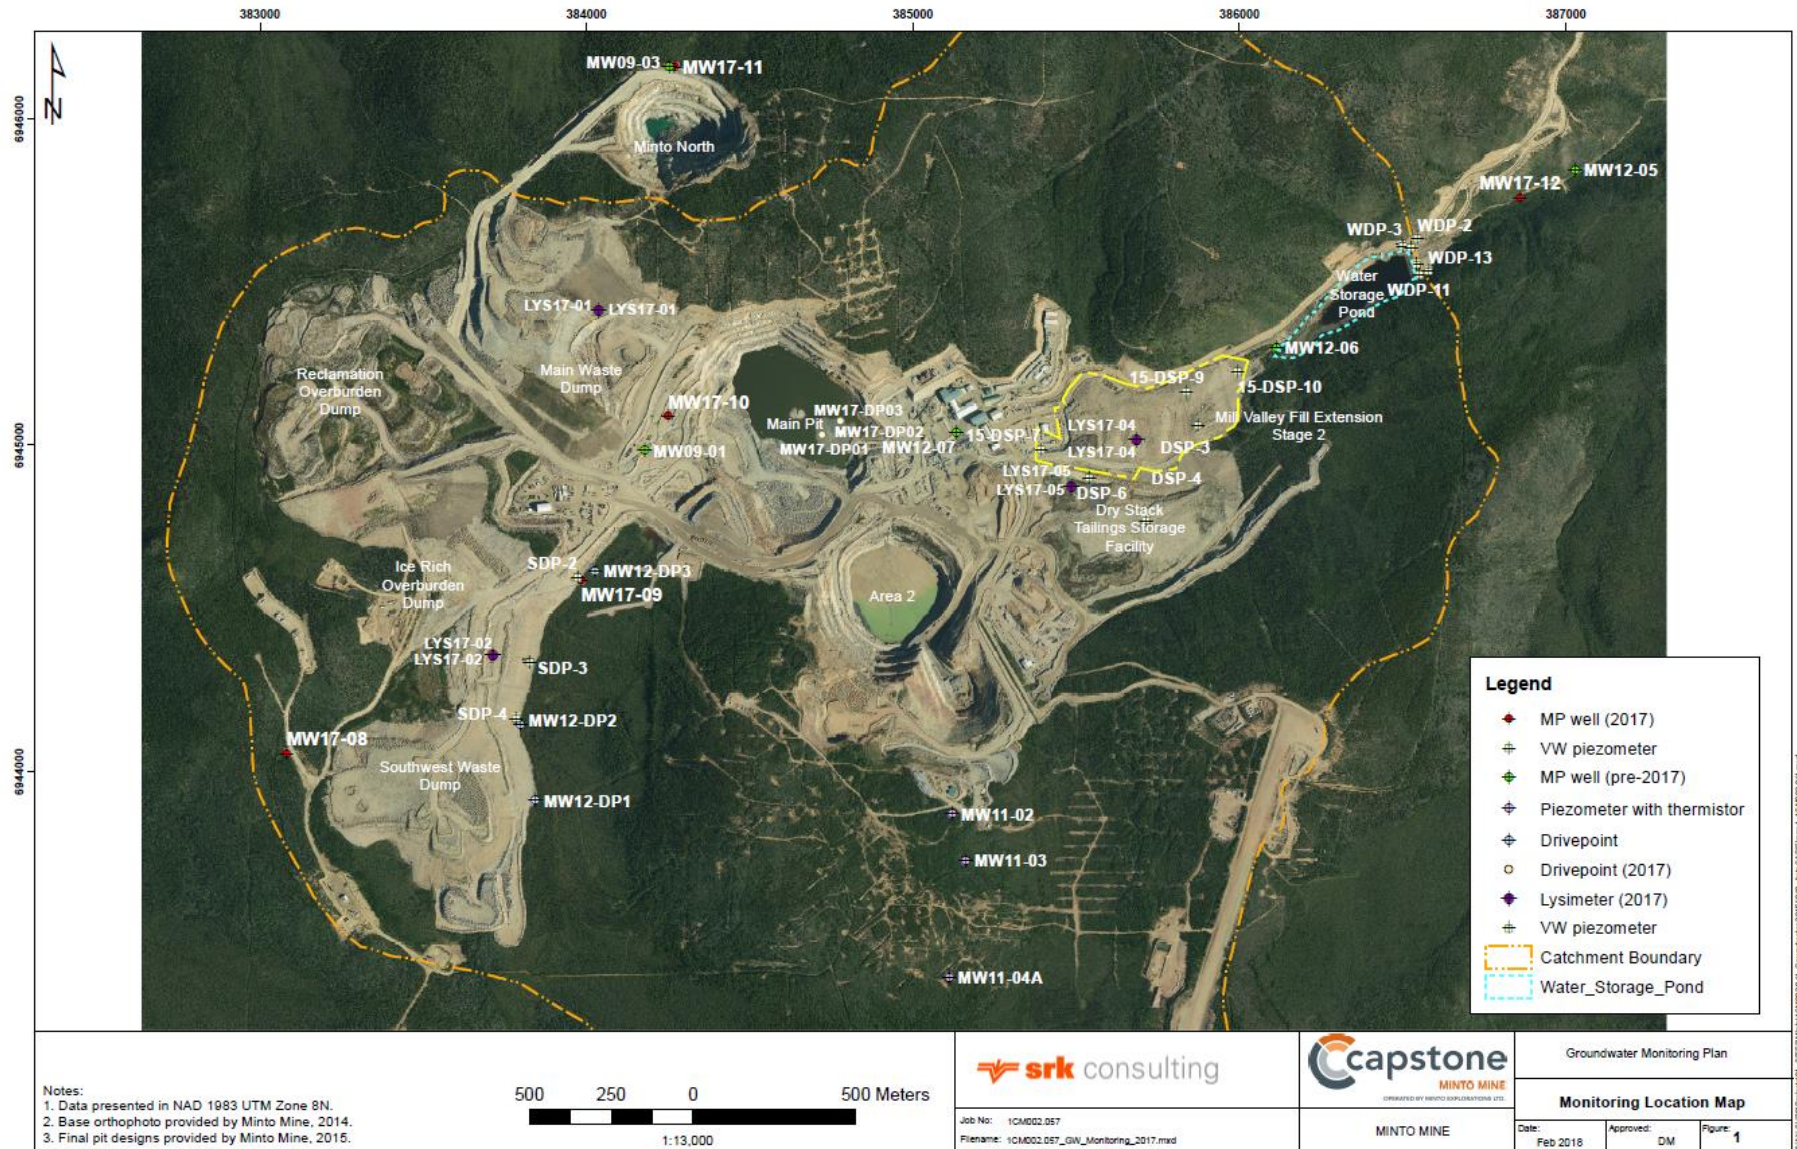 383000
384000
385000
386000
387000
N
6946000
6945000
6944000
MW09-03
MW17-11
Minto North
MW12-05
MW17-12
WDP-3
WDP-2
WDP-13
WDP-11
Water
Storage
Pond
LYS17-01
LYS17-01
MW12-06
Reclamation
Overburden
Dump
Main Waste
Dump
MW17-10
MW09-01
Main Pit
MW17-DP03
MW17-DP02
MW17-DP01
MW12-07
15-DSP-7
15-DSP-9
15-DSP-10
Mill Valley Fill Extension
Stage 2
LYS17-04
LYS17-04
DSP-3
LYS17-05
LYS17-05
DSP-6
DSP-4
Dry Stack
Tailings Storage
Facility
Ice Rich
Overburden
Dump
SDP-2
MW12-DP3
MW17-09
Area 2
LYS17-02
LYS17-02
SDP-3
SDP-4
MW12-DP2
MW17-08
Southwest Waste
Dump
MW12-DP1
MW11-02
MW11-03
MW11-04A
Legend
MP well (2017)
VW piezometer
MP well (pre-2017)
Piezometer with thermistor
Drivepoint
Drivepoint (2017)
Lysimeter (2017)
VW piezometer
Catchment Boundary
Water_Storage_Pond
Notes:
1. Data presented in NAD 1983 UTM Zone 8N.
2. Base orthophoto provided by Minto Mine, 2014.
3. Final pit designs provided by Minto Mine, 2015.
500 250 0 500 Meters
1:13,000
srk consulting
Job No: 1CM002.057
Filename: 1CM002.057_GW_Monitoring_2017.mxd
capstone
MINTO MINE
OPERATED BY MINTO EXPLORATIONS LTD.
MINTO MINE
Groundwater Monitoring Plan
Monitoring Location Map
Date: Feb 2018
Approved: DM
Figure: 1